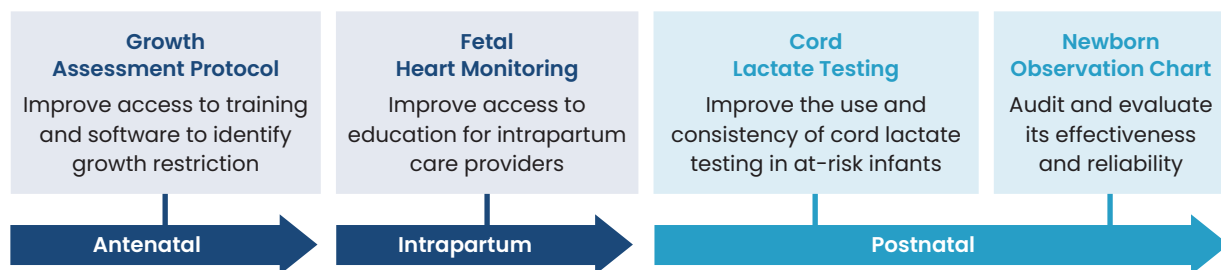 Growth
Assessment Protocol
Improve access to training
and software to identify
growth restriction
Fetal
Heart Monitoring
Improve access to
education for intrapartum
care providers
Cord
Lactate Testing
Improve the use and
consistency of cord lactate
testing in at-risk infants
Newborn
Observation Chart
Audit and evaluate
its effectiveness
and reliability
Antenatal
Intrapartum
Postnatal